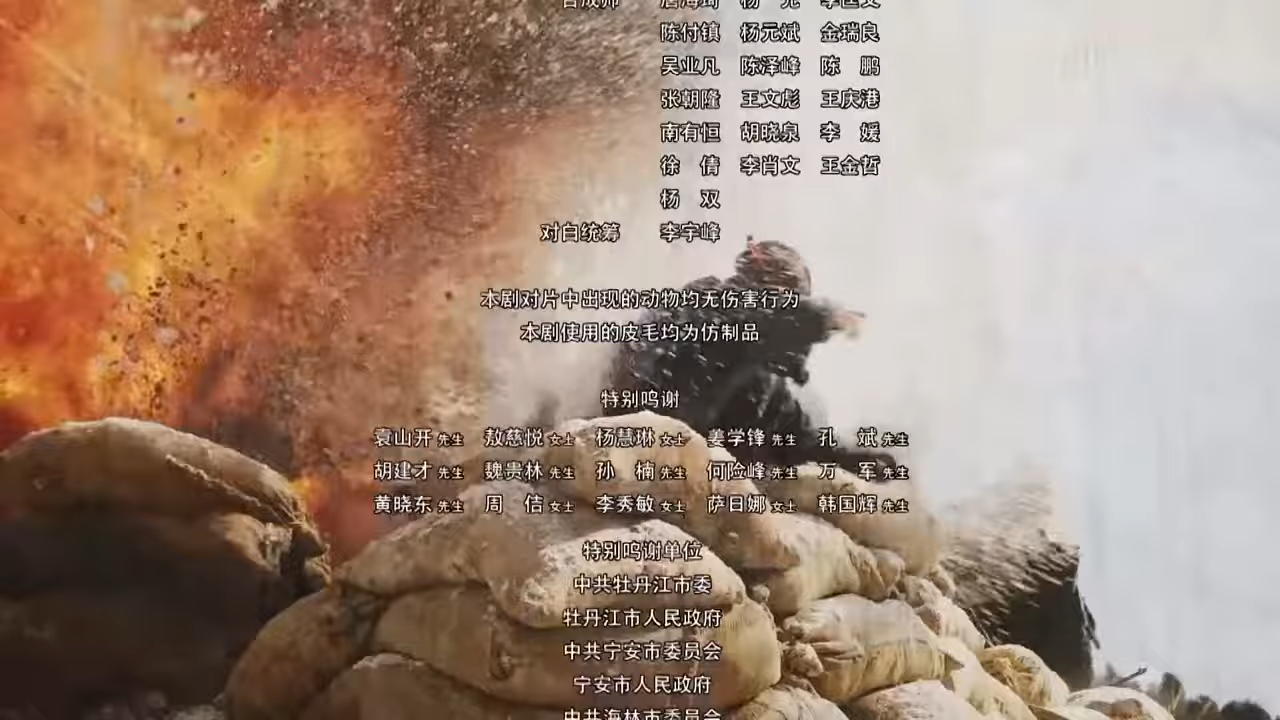 陈付镇 杨元斌 金瑞良
吴业凡 陈泽峰 陈 鹏
张朝隆 王文彪 王庆港
南有恒 胡晓泉 李 媛
徐 倩 李肖文 王金哲
杨 双
对白统筹 李宇峰
本剧对片中出现的动物均无伤害行为
本剧使用的皮毛均为仿制品
特别鸣谢
袁山开 先生 敖慈悦 女士 杨慧琳 女士 姜学锋 先生 孔 斌 先生
胡建才 先生 魏贵林 先生 孙 楠 先生 何险峰 先生 万 军 先生
黄晓东 先生 周 佶 女士 李秀敏 女士 萨日娜 女士 韩国辉 先生
特别鸣谢单位
中共牡丹江市委
牡丹江市人民政府
中共宁安市委员会
宁安市人民政府
中共海林市委员会